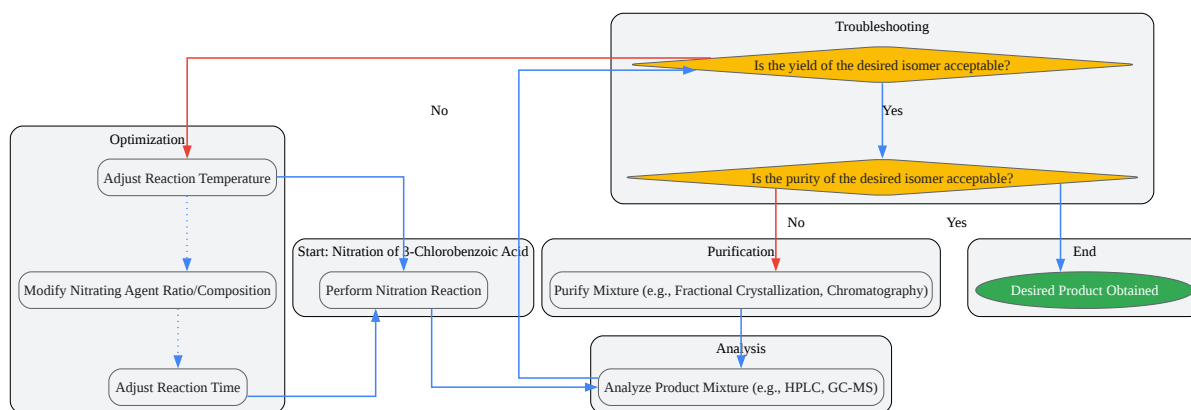 Troubleshooting
Is the yield of the desired isomer acceptable?
No
Yes
Optimization
Adjust Reaction Temperature
Is the purity of the desired isomer acceptable?
No
Yes
Start: Nitration of 3-Chlorobenzoic Acid
Purification
End
Modify Nitrating Agent Ratio/Composition
Perform Nitration Reaction
Purify Mixture (e.g., Fractional Crystallization, Chromatography)
Desired Product Obtained
Analysis
Adjust Reaction Time
Analyze Product Mixture (e.g., HPLC, GC-MS)